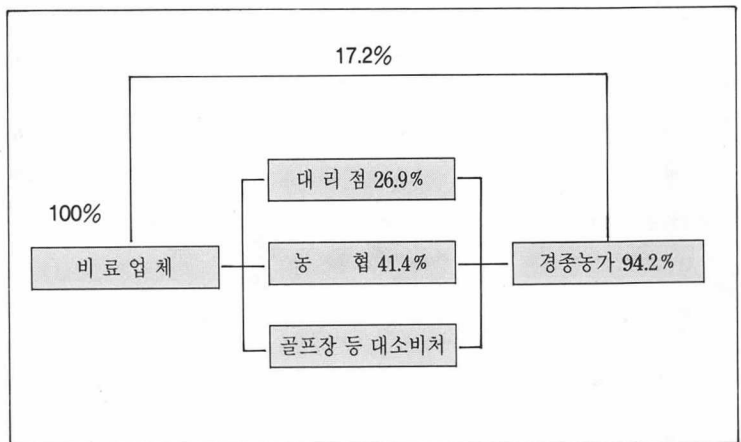 17.2%
대 리 점 26.9%
100%
비 료 업 체
농 협 41.4%
경종농가 94.2%
골프장 등 대소비처